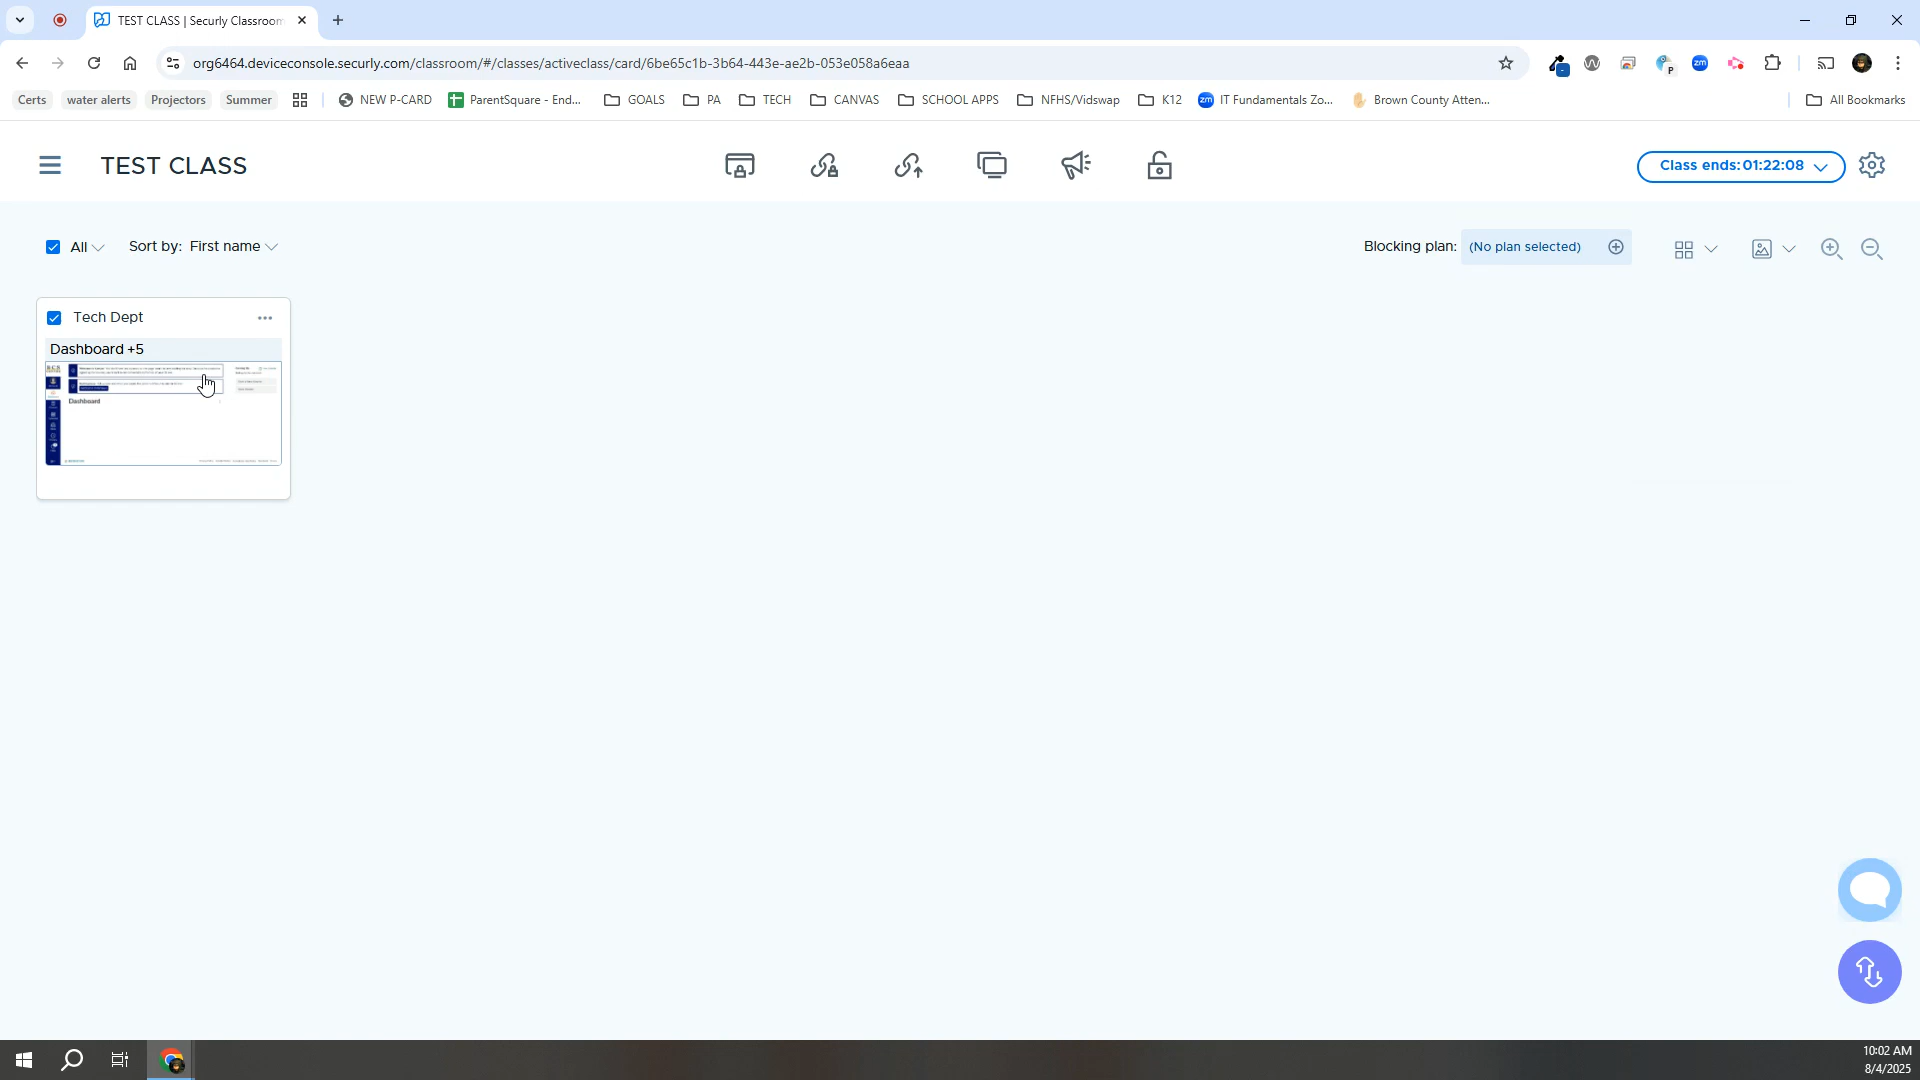 TEST CLASS | Securly Classroom
org6464.deviceconsole.securly.com/classroom/#/classes/activeclass/card/6be65c1b-3b64-443e-ae2b-053e058a6eaa
Certs water alerts Projectors Summer NEW P-CARD ParentSquare - End... GOALS PA TECH CANVAS SCHOOL APPS NFHS/Vidswap K12 zm IT Fundamentals Zo... Brown County Atten... All Bookmarks
TEST CLASS
Class ends:01:22:08
All Sort by: First name
Blocking plan: (No plan selected)
Tech Dept
Dashboard +5
Dashboard
10:02 AM
8/4/2025